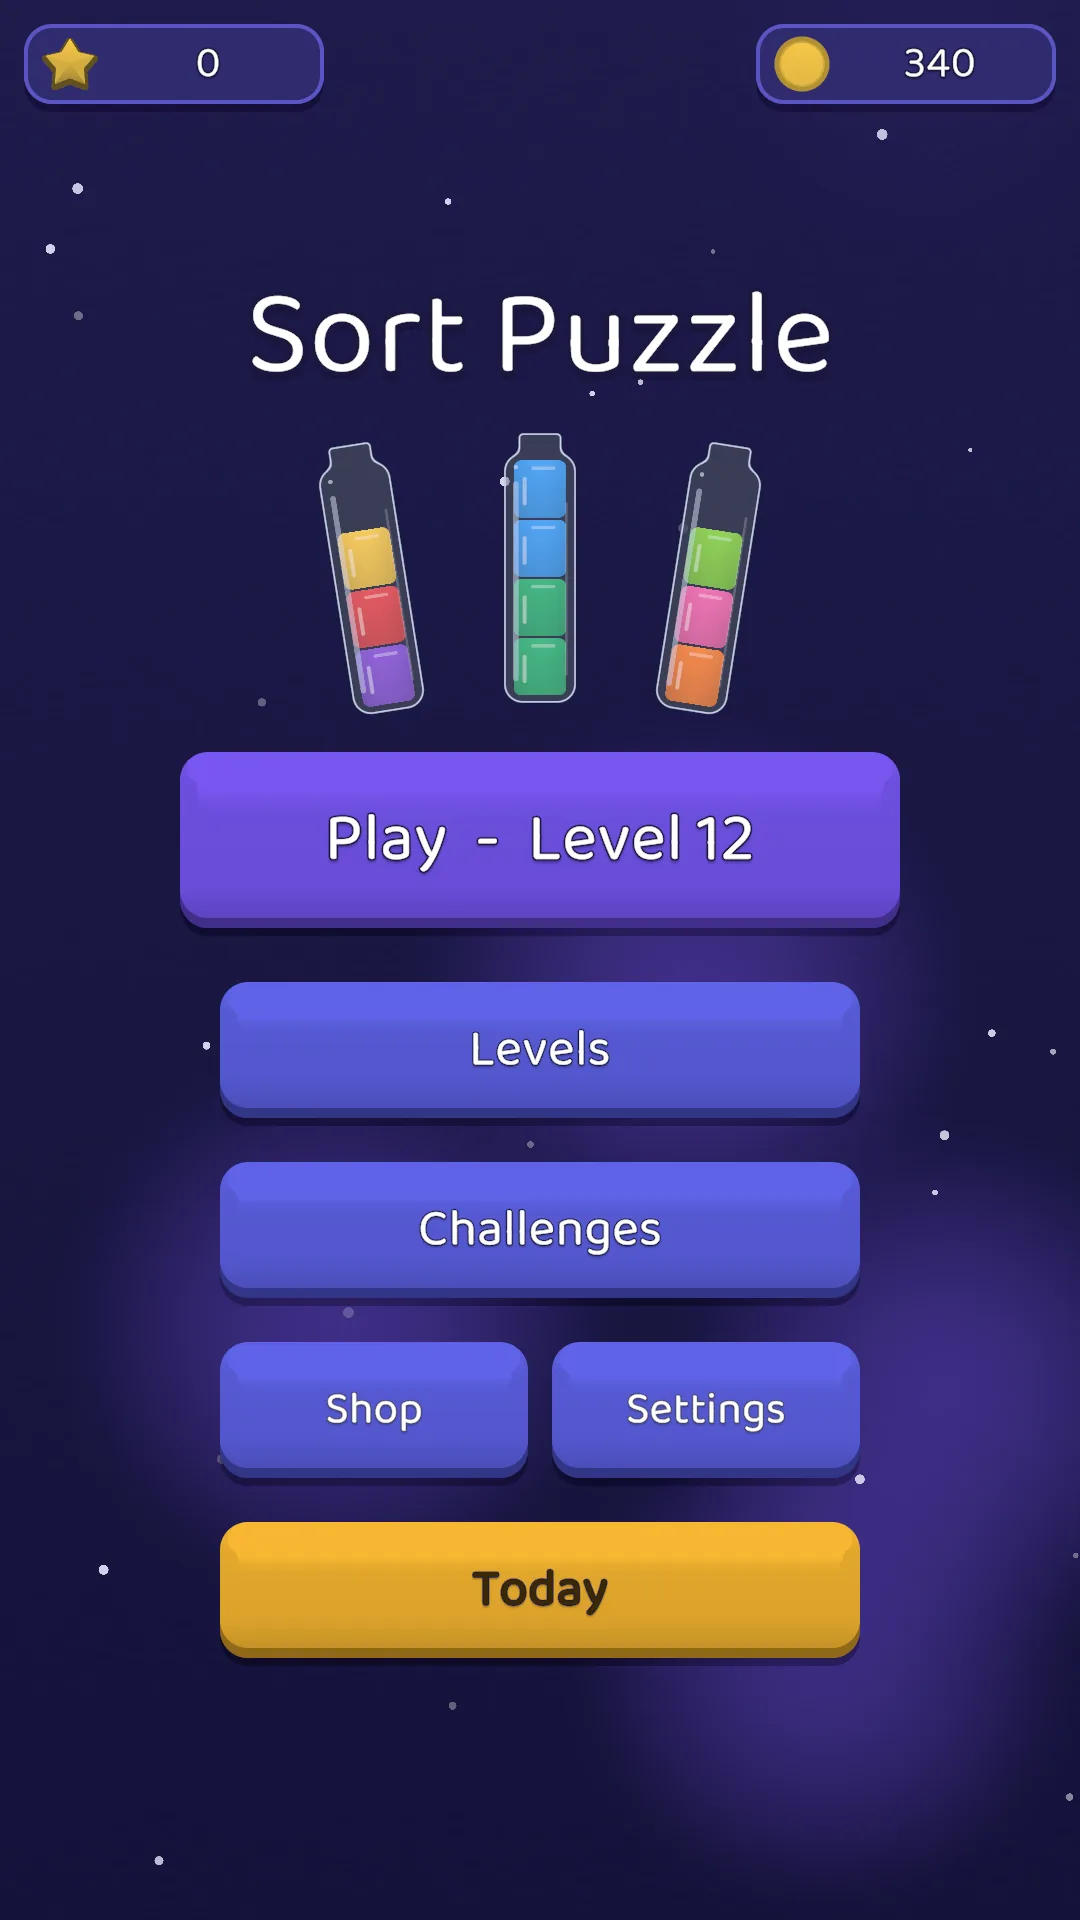 0
340
Sort Puzzle
Play - Level 12
Levels
Challenges
Shop
Settings
Today